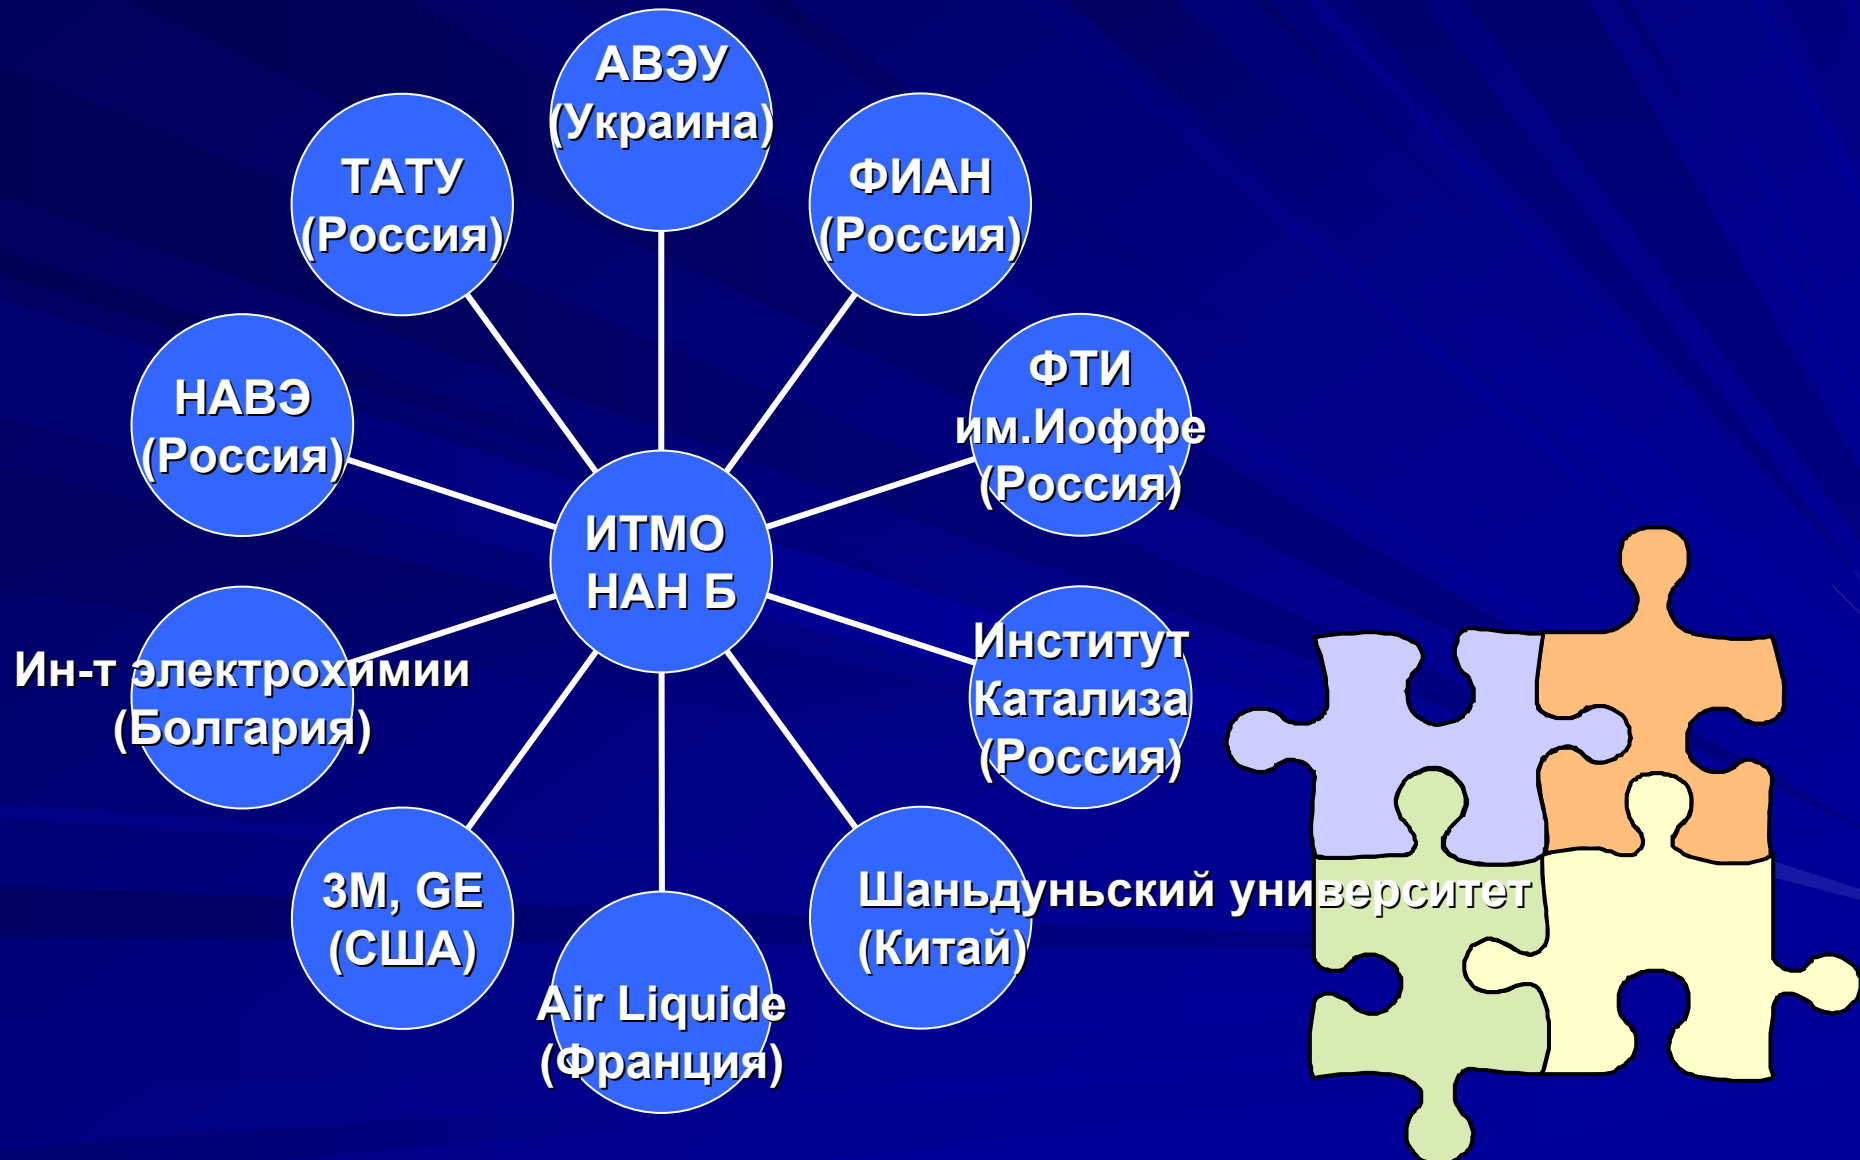 АВЭУ
(Украина)
ТАТУ
(Россия)
ФИАН
(Россия)
НАВЭ
(Россия)
ФТИ
им.Иоффе
(Россия)
ИТМО
НАН Б
Ин-т электрохимии
(Болгария)
Институт
Катализа
(Россия)
3M, GE
(США)
Шаньдуньский университет
(Китай)
Air Liquide
(Франция)